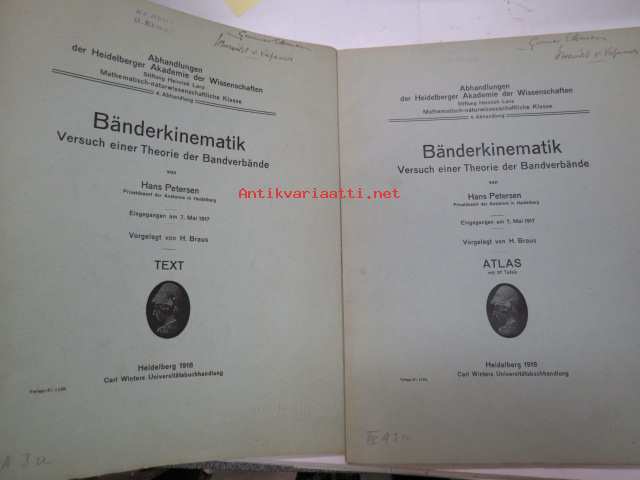 Abhandlungen
der Heidelberger Akademie der Wissenschaften
Stiftung Heinrich Lanz
Mathematisch-naturwissenschaftliche Klasse
4. Abhandlung
Bänderkinematik
Versuch einer Theorie der Bandverbände
von
Hans Petersen
Privatdozent der Anatomie in Heidelberg
Eingegangen am 7. Mai 1917
Vorgelegt von H. Braus
TEXT
Heidelberg 1918
Carl Winters Universitätsbuchhandlung
Abhandlungen
der Heidelberger Akademie der Wissenschaften
Stiftung Heinrich Lanz
Mathematisch-naturwissenschaftliche Klasse
4. Abhandlung
Bänderkinematik
Versuch einer Theorie der Bandverbände
von
Hans Petersen
Privatdozent der Anatomie in Heidelberg
Eingegangen am 7. Mai 1917
Vorgelegt von H. Braus
ATLAS
Heidelberg 1918
Carl Winters Universitätsbuchhandlung
Antikvariaatti.net